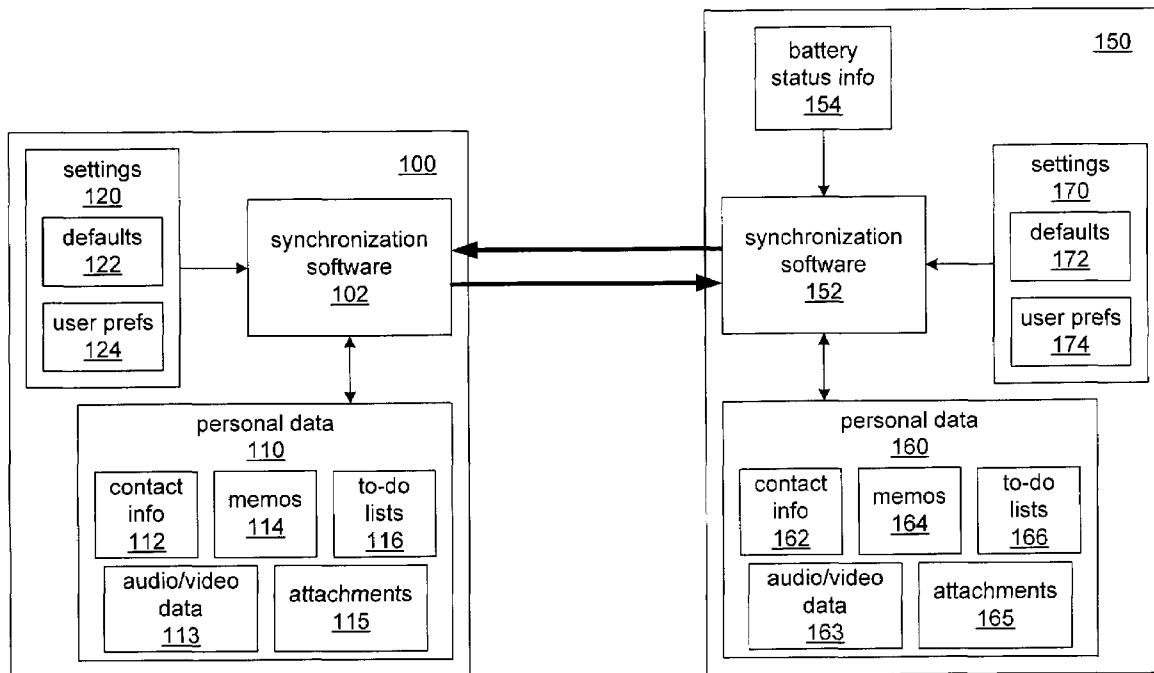 100
settings
120
defaults
122
user prefs
124
synchronization
software
102
personal data
110
contact
info
112
memos
114
to-do
lists
116
audio/video
data
113
attachments
115
150
battery
status info
154
synchronization
software
152
settings
170
defaults
172
user prefs
174
personal data
160
contact
info
162
memos
164
to-do
lists
166
audio/video
data
163
attachments
165